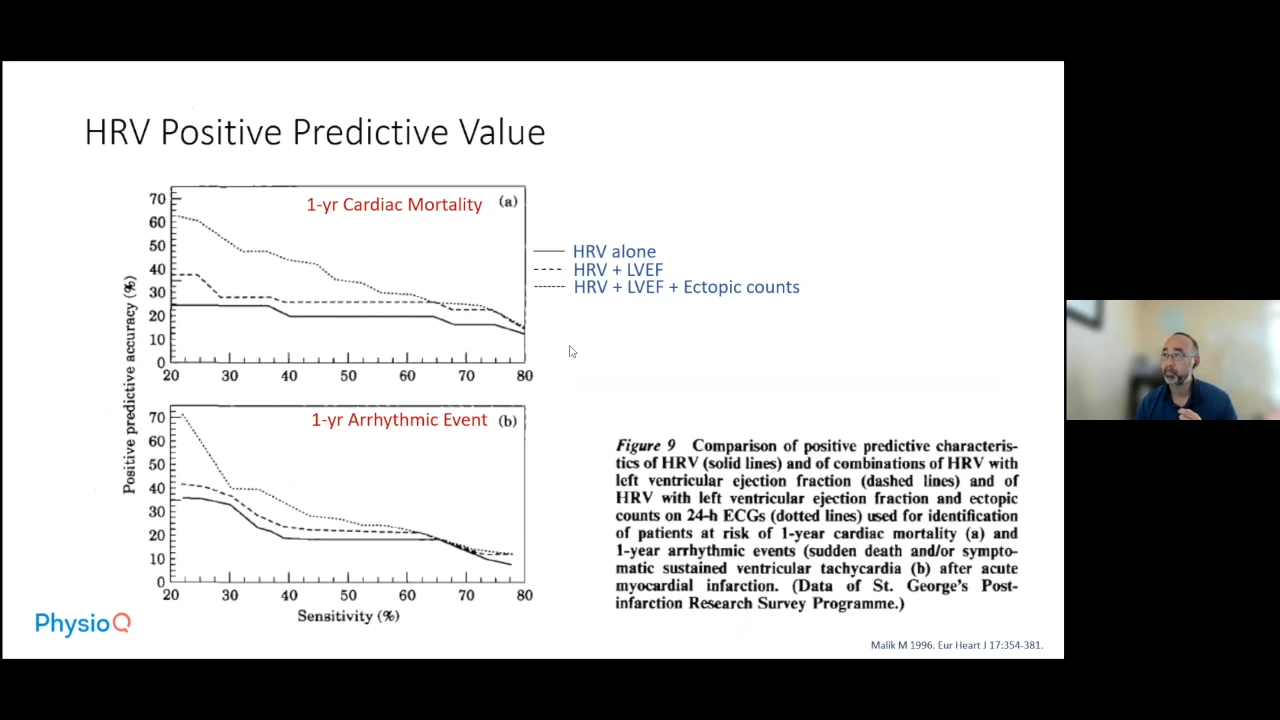 HRV Positive Predictive Value
Positive predictive accuracy (%)
1-yr Cardiac Mortality (a)
70
60
50
40
30
20
10
0
20 30 40 50 60 70 80
HRV alone
HRV + LVEF
HRV + LVEF + Ectopic counts
1-yr Arrhythmic Event (b)
70
60
50
40
30
20
10
0
20 30 40 50 60 70 80
Sensitivity (%)
Figure 9 Comparison of positive predictive characteris-
tics of HRV (solid lines) and of combinations of HRV with
left ventricular ejection fraction (dashed lines) and of
HRV with left ventricular ejection fraction and ectopic
counts on 24-h ECGs (dotted lines) used for identification
of patients at risk of 1-year cardiac mortality (a) and
1-year arrhythmic events (sudden death and/or sympto-
matic sustained ventricular tachycardia (b) after acute
myocardial infarction. (Data of St. George's Post-
infarction Research Survey Programme.)
PhysioQ
Malik M 1996. Eur Heart J 17:354-381.